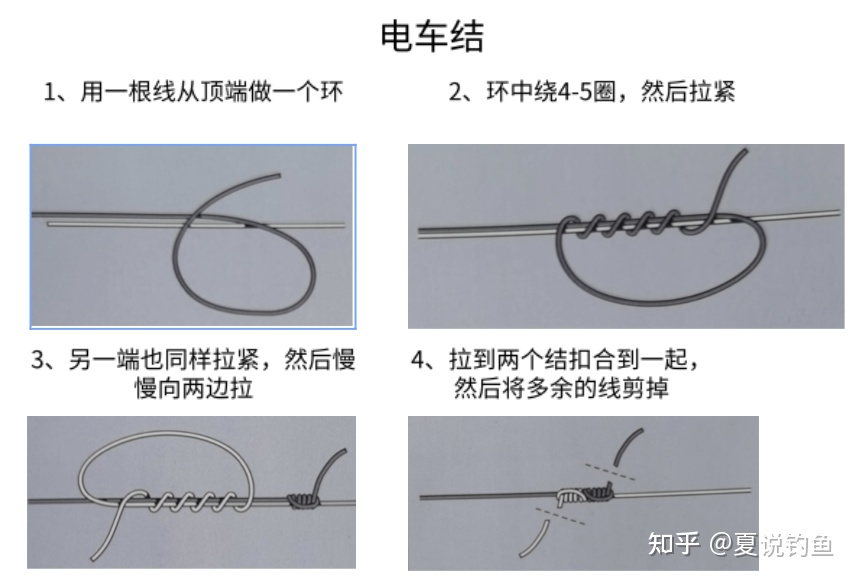 电车结
1、用一根线从顶端做一个环
2、环中绕4-5圈，然后拉紧
3、另一端也同样拉紧，然后慢
慢向两边拉
4、拉到两个结扣合到一起，
然后将多余的线剪掉
知乎 @夏说钓鱼